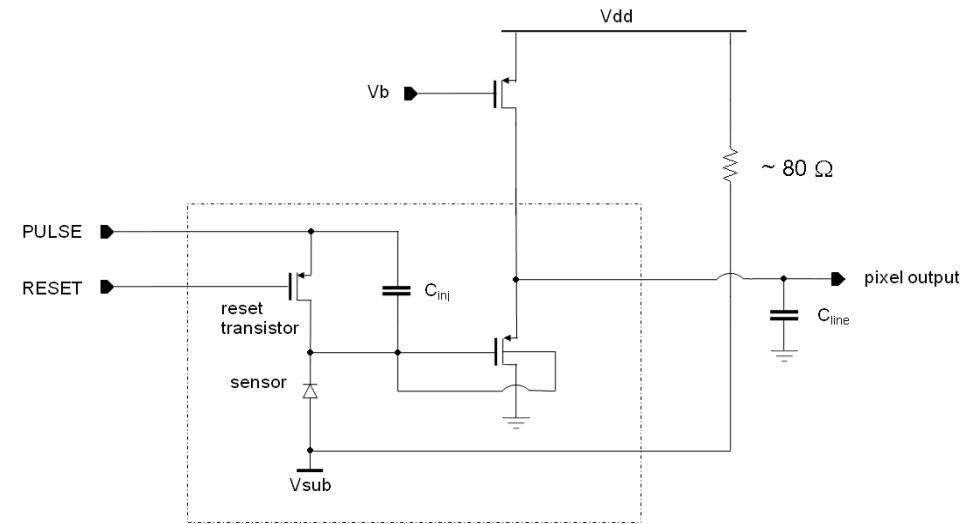 Vdd
Vb
~ 80 Ω
PULSE
RESET
pixel output
reset
transistor
Cinj
Cline
sensor
Vsub